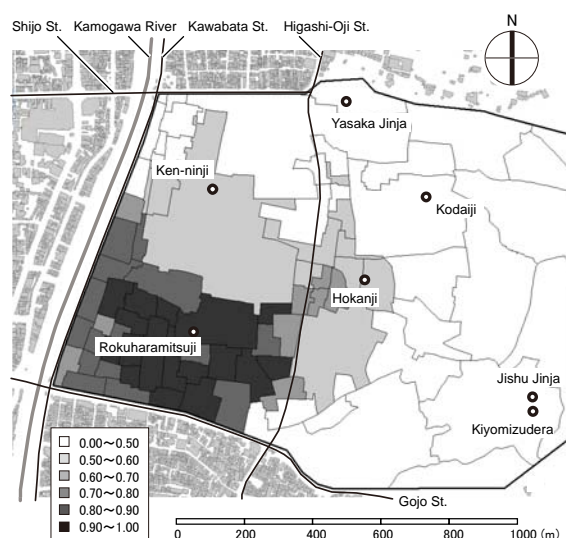 Shijo St.
Kamogawa River
Kawabata St.
Higashi-Oji St.
N
Yasaka Jinja
Ken-ninji
Kodaiji
Hokanji
Rokuharamitsuji
Jishu Jinja
Kiyomizudera
0.00～0.50
0.50～0.60
0.60～0.70
0.70～0.80
0.80～0.90
0.90～1.00
Gojo St.
0 200 400 600 800 1000 (m)